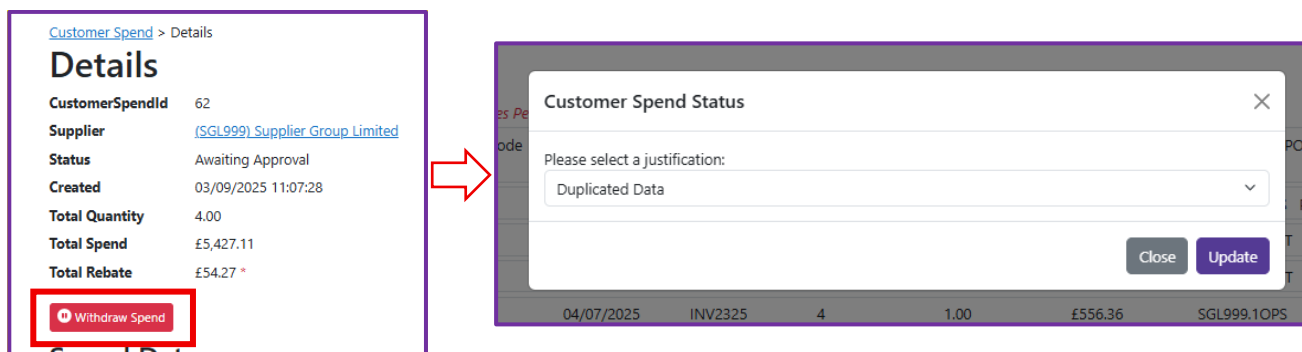 Customer Spend > Details
Details
CustomerSpendId 62
Supplier (SGL999) Supplier Group Limited
Status Awaiting Approval
Created 03/09/2025 11:07:28
Total Quantity 4.00
Total Spend £5,427.11
Total Rebate £54.27 *
Withdraw Spend
Customer Spend Status
Please select a justification:
Duplicated Data
Close Update
04/07/2025 INV2325 4 1.00 £556.36 SGL999.1OPS